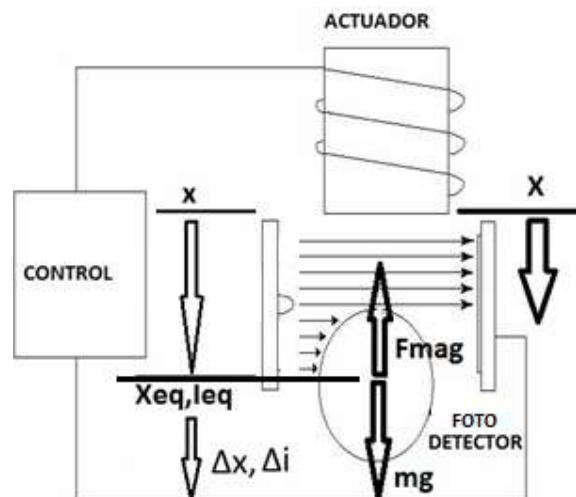 ACTUADOR
x
X
CONTROL
Fmag
Xeq,Ieq
FOTO
DETECTOR
Δx, Δi
mg